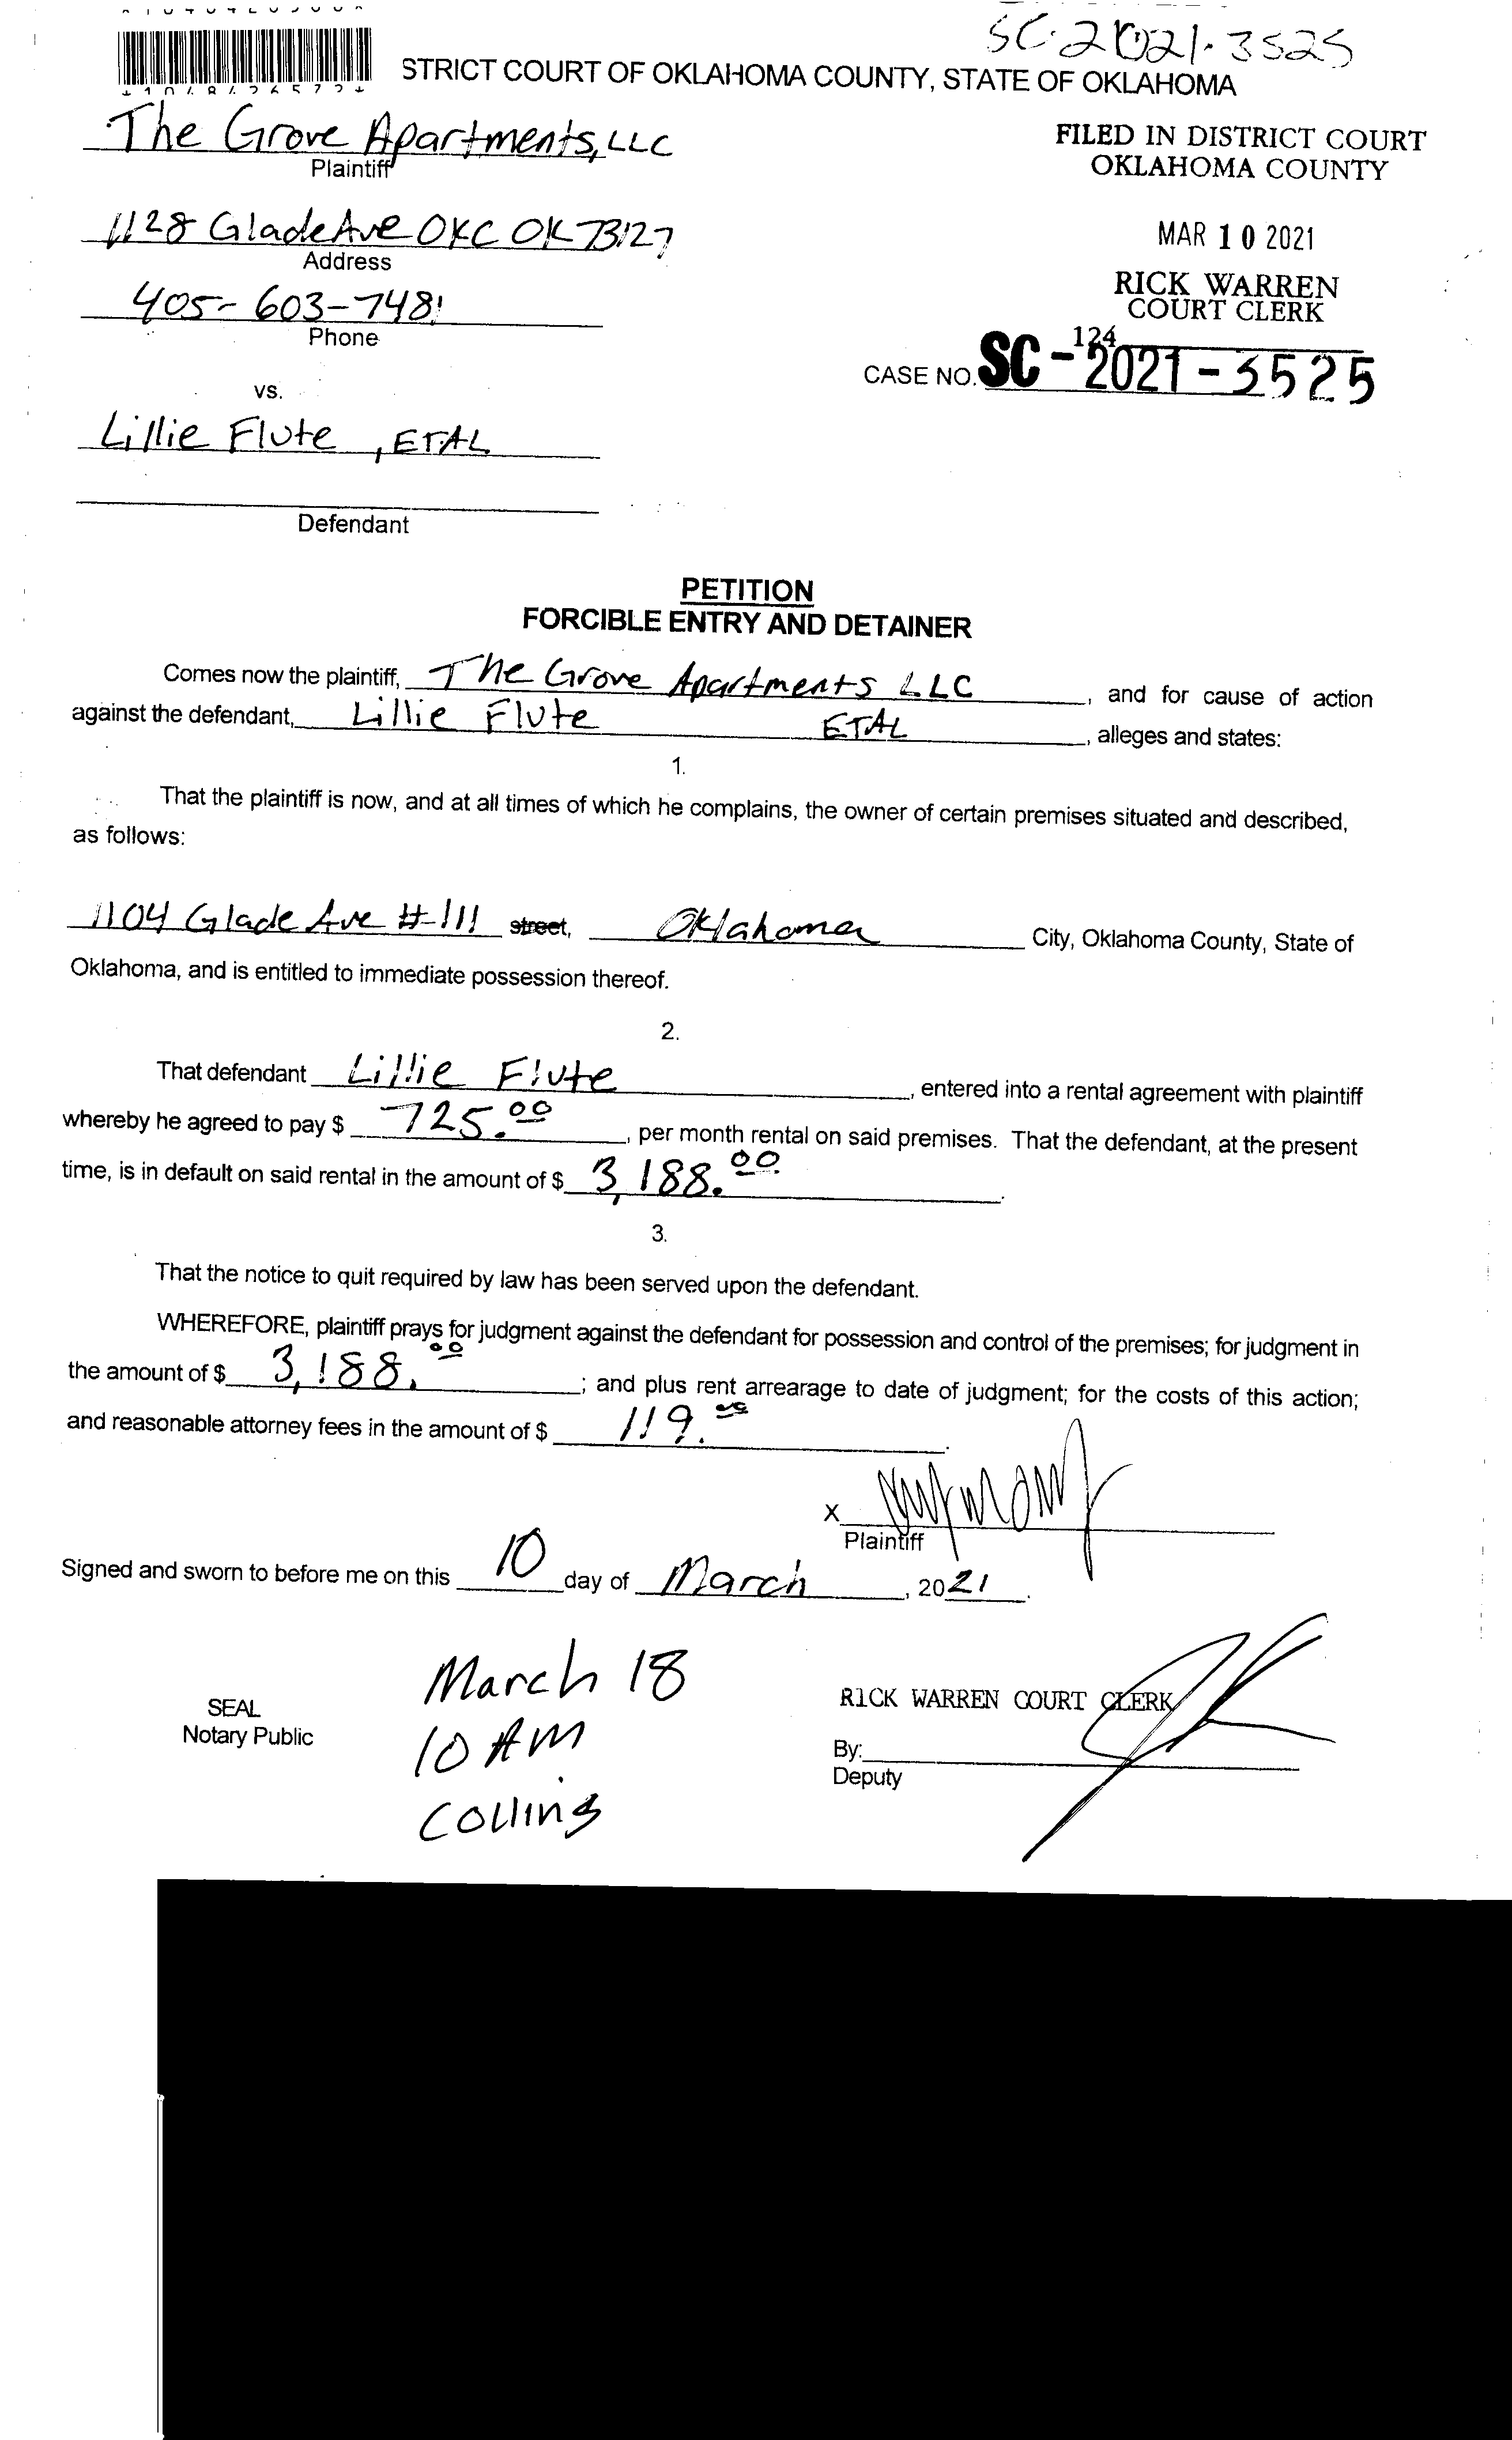 SC-2021-3525
*1048426572*
STRICT COURT OF OKLAHOMA COUNTY, STATE OF OKLAHOMA
The Grove Apartments, LLC
Plaintiff
FILED IN DISTRICT COURT
OKLAHOMA COUNTY
1128 Glade Ave OKC OK 73127
Address
MAR 10 2021
405-603-7481
Phone
RICK WARREN
COURT CLERK
124
CASE NO. SC-2021-3525
vs.
Lillie Flute, ETAL
Defendant
PETITION
FORCIBLE ENTRY AND DETAINER
Comes now the plaintiff, The Grove Apartments LLC, and for cause of action
against the defendant, Lillie Flute ETAL, alleges and states:
1.
That the plaintiff is now, and at all times of which he complains, the owner of certain premises situated and described,
as follows:
1104 Glade Ave #111 street, Oklahoma City, Oklahoma County, State of
Oklahoma, and is entitled to immediate possession thereof.
2.
That defendant Lillie Flute, entered into a rental agreement with plaintiff
whereby he agreed to pay $ 725.00, per month rental on said premises. That the defendant, at the present
time, is in default on said rental in the amount of $ 3,188.00.
3.
That the notice to quit required by law has been served upon the defendant.
WHEREFORE, plaintiff prays for judgment against the defendant for possession and control of the premises; for judgment in
the amount of $ 3,188.00; and plus rent arrearage to date of judgment; for the costs of this action;
and reasonable attorney fees in the amount of $ 119.00.
X
Plaintiff
Signed and sworn to before me on this 10 day of March, 2021.
March 18
10 AM
Collins
SEAL
Notary Public
RICK WARREN COURT CLERK
By:
Deputy